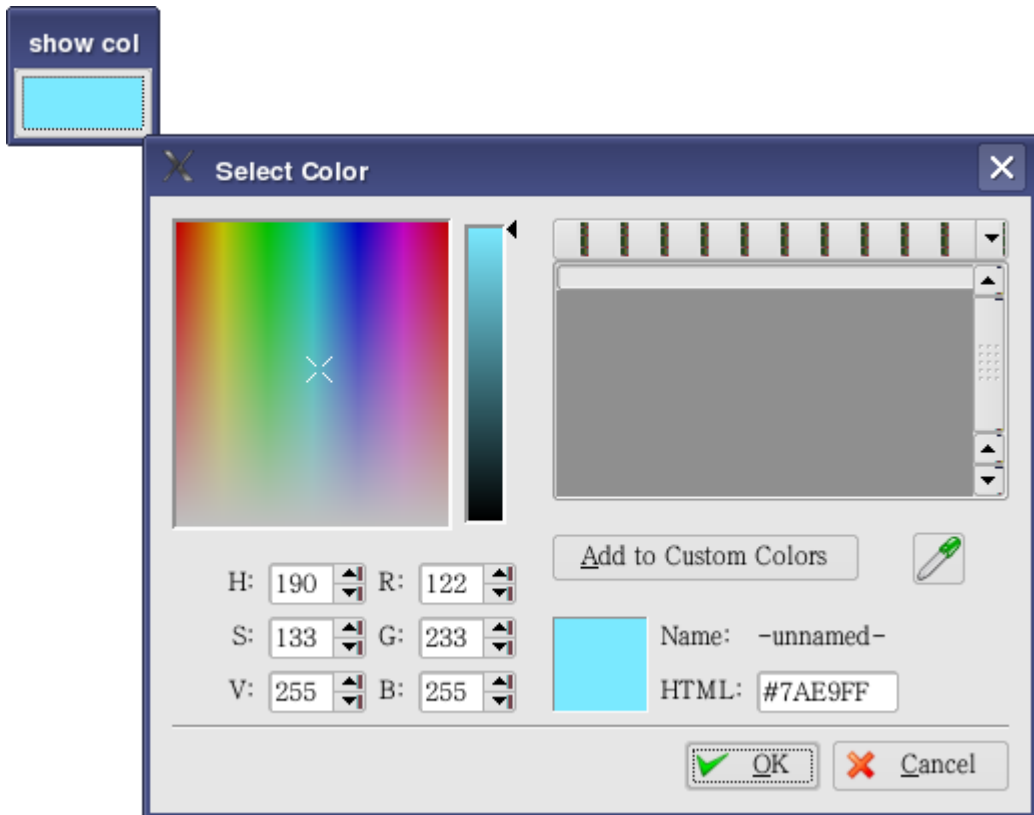 show col
Select Color
Add to Custom Colors
H: 190 R: 122
S: 133 G: 233
V: 255 B: 255
Name: -unnamed-
HTML: #7AE9FF
OK Cancel